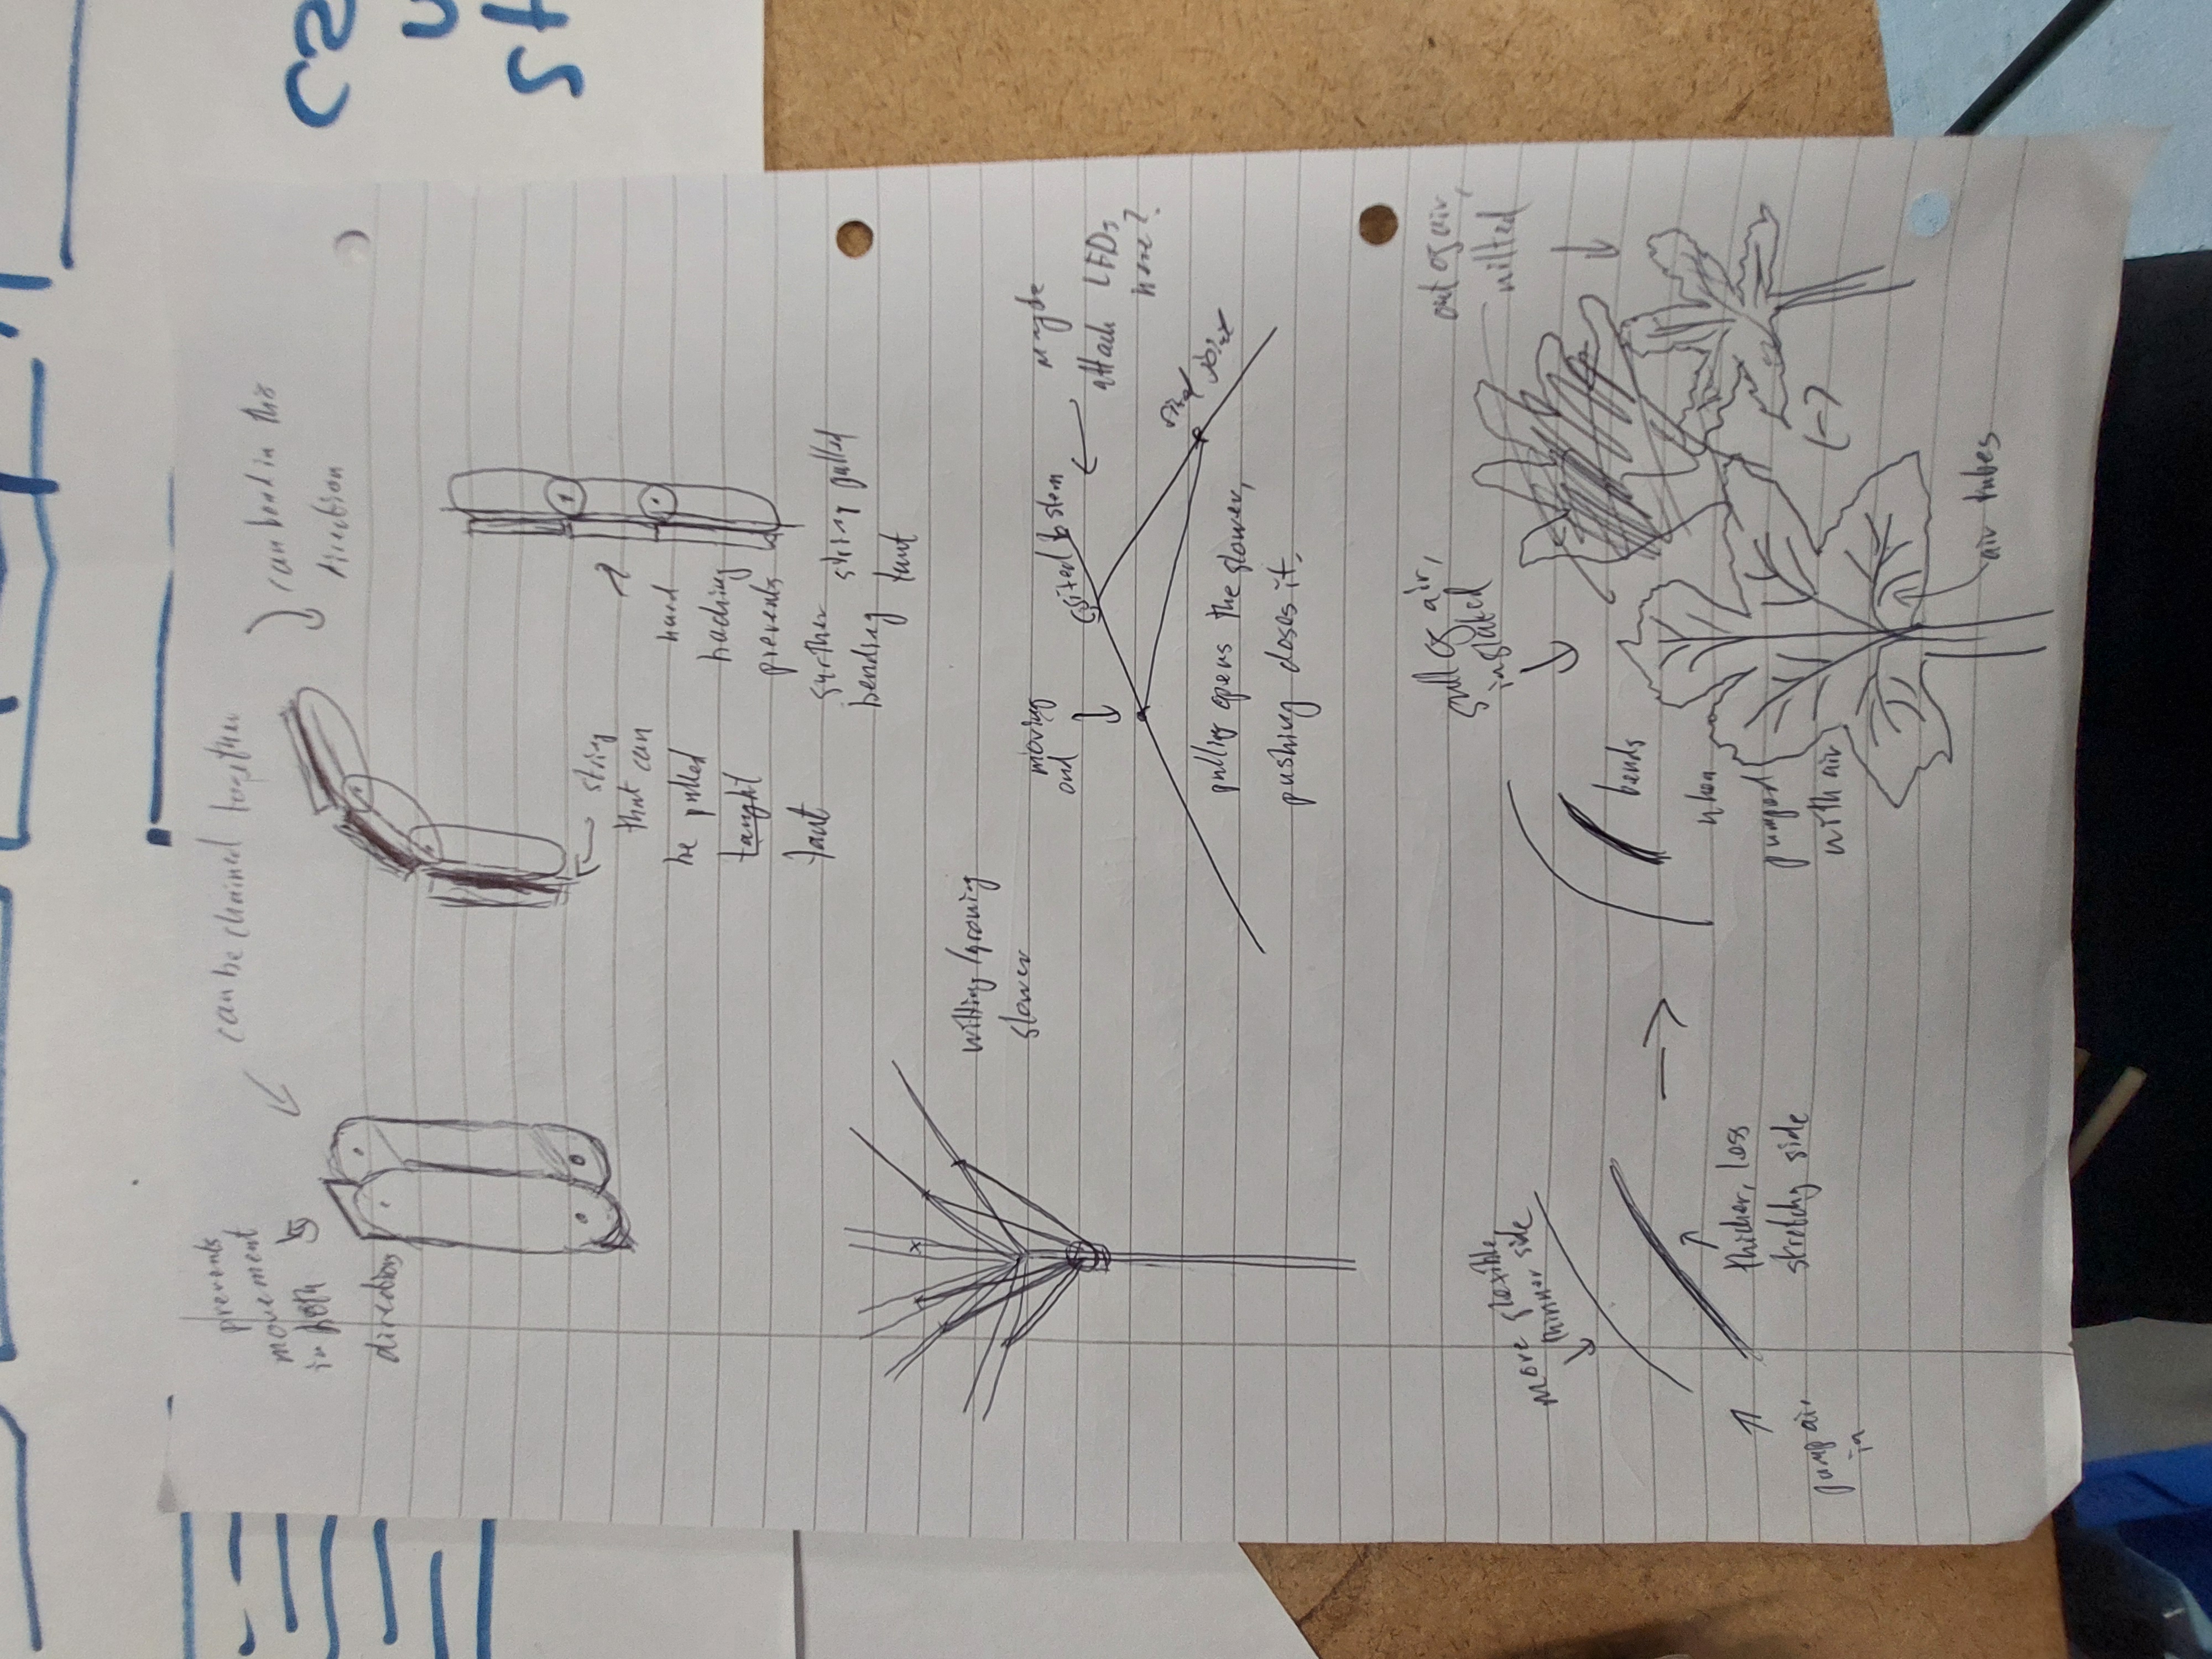 prevents
movement
in both
directions
can be chained together
can bend in this
direction
string
that can
be pulled
taught
taut
hard
backing
prevents
further
bending
string pulled
taut
wilting/growing
flower
moving
end
fixed to stem
maybe
attach LEDs
here?
fixed joint
pulling opens the flower,
pushing closes it.
more flexible,
thinner side
pump air
in
thicker, less
stretchy side
bends
when
pumped
with air
full of air,
inflated
out of air,
wilted
air tubes
cs
u
st